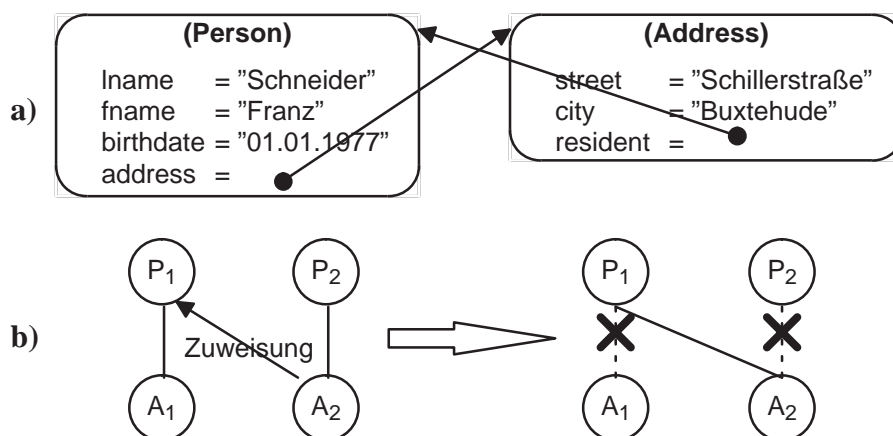 a)
(Person)
lname = ”Schneider”
fname = ”Franz”
birthdate = ”01.01.1977”
address =
(Address)
street = ”Schillerstraße”
city = ”Buxtehude”
resident =
b)
P1 P2
Zuweisung
A1 A2
P1 P2
A1 A2